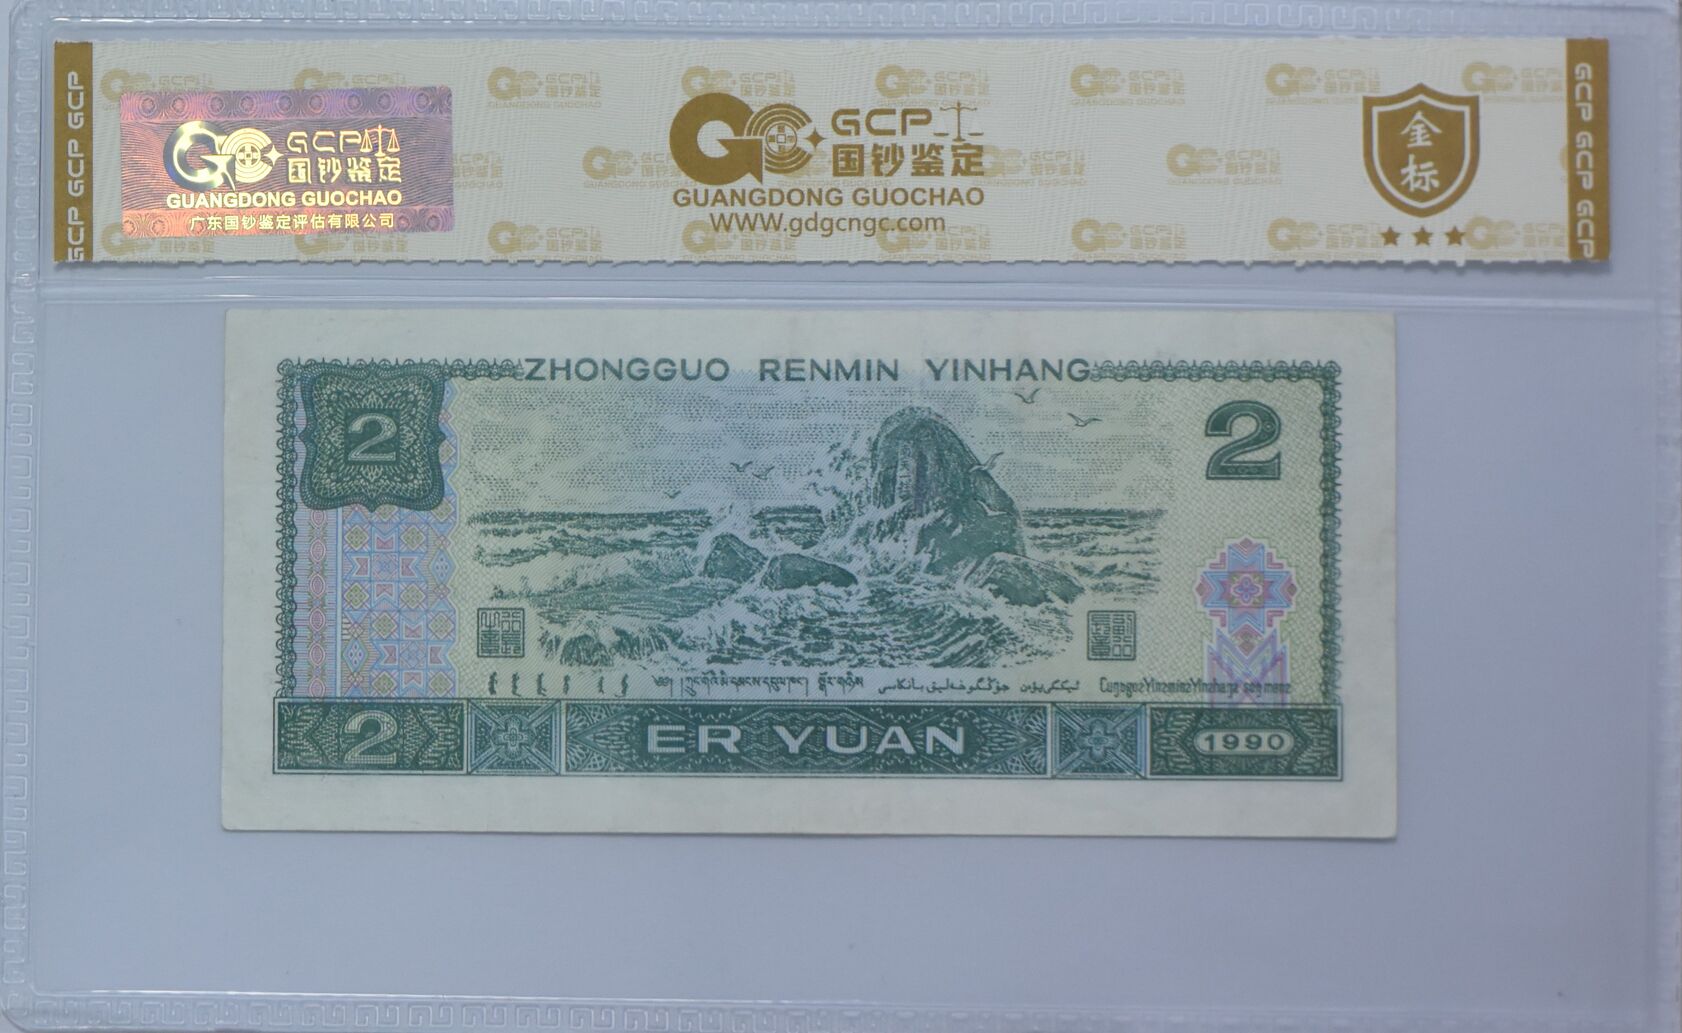 GCP GCP GCP
GCP
国钞鉴定
GUANGDONG GUOCHAO
广东国钞鉴定评估有限公司
GCP
国钞鉴定
GUANGDONG GUOCHAO
WWW.gdgcngc.com
金
标
GCP GCP GCP
ZHONGGUO RENMIN YINHANG
2
2
2
ER YUAN
1990